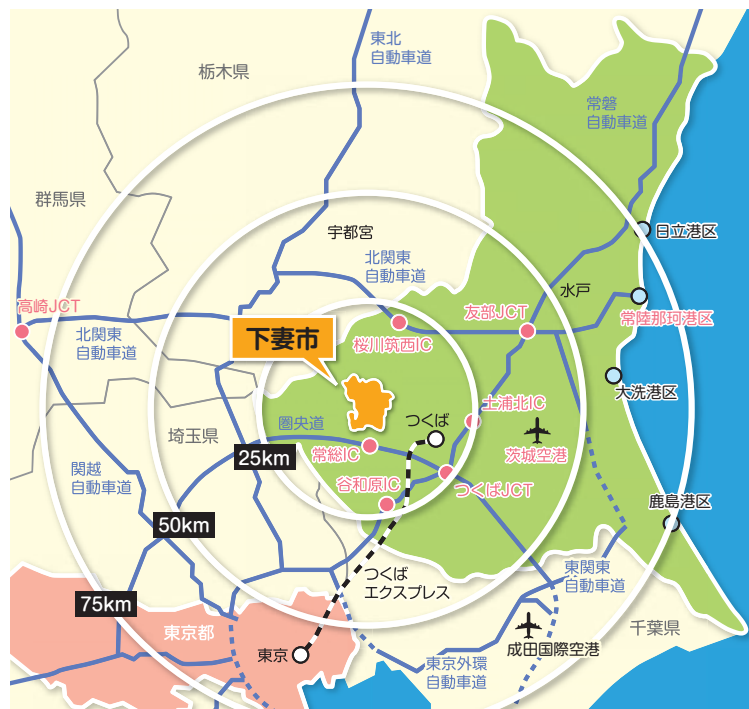 東北
自動車道
栃木県
常磐
自動車道
群馬県
宇都宮
日立港区
北関東
自動車道
水戸
高崎JCT
友部JCT
常陸那珂港区
北関東
自動車道
下妻市
桜川筑西IC
大洗港区
土浦北IC
つくば
圏央道
埼玉県
25km
常総IC
茨城空港
関越
自動車道
谷和原IC
つくばJCT
鹿島港区
50km
つくば
エクスプレス
東関東
自動車道
75km
東京都
千葉県
東京
成田国際空港
東京外環
自動車道